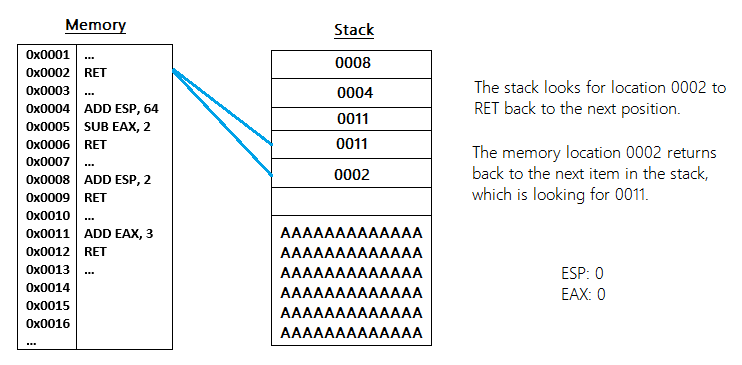 Memory
0x0001 ...
0x0002 RET
0x0003 ...
0x0004 ADD ESP, 64
0x0005 SUB EAX, 2
0x0006 RET
0x0007 ...
0x0008 ADD ESP, 2
0x0009 RET
0x0010 ...
0x0011 ADD EAX, 3
0x0012 RET
0x0013 ...
0x0014
0x0015
0x0016
...
Stack
0008
0004
0011
0011
0002
AAAAAAAAAAAAA
AAAAAAAAAAAAA
AAAAAAAAAAAAA
AAAAAAAAAAAAA
AAAAAAAAAAAAA
AAAAAAAAAAAAA
The stack looks for location 0002 to
RET back to the next position.
The memory location 0002 returns
back to the next item in the stack,
which is looking for 0011.
ESP: 0
EAX: 0